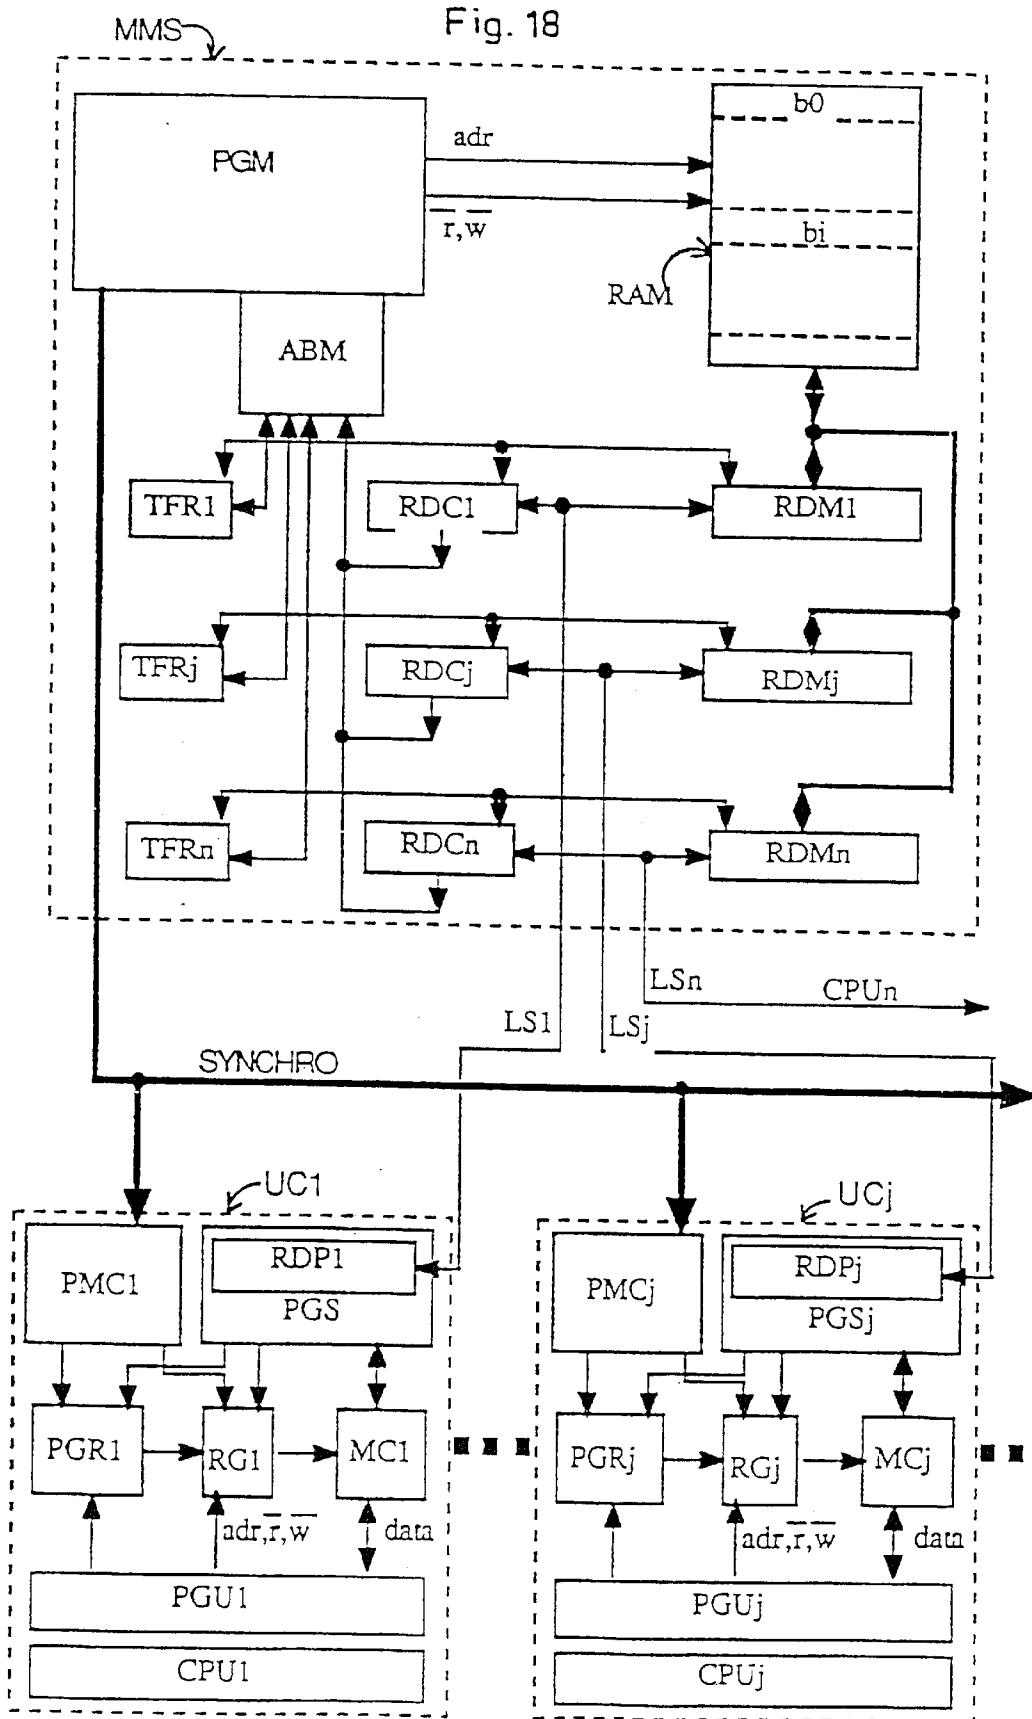 Fig. 18
MMS
PGM
adr
r̅,w̅
b0
bi
RAM
ABM
TFR1
RDC1
RDM1
TFRj
RDCj
RDMj
TFRn
RDCn
RDMn
LSn
CPUn
LS1
LSj
SYNCHRO
UC1
UCj
PMC1
RDP1
PGS
PMCj
RDPj
PGSj
PGR1
RG1
MC1
PGRj
RGj
MCj
adr,r̅,w̅
data
adr,r̅,w̅
data
PGU1
PGUj
CPU1
CPUj